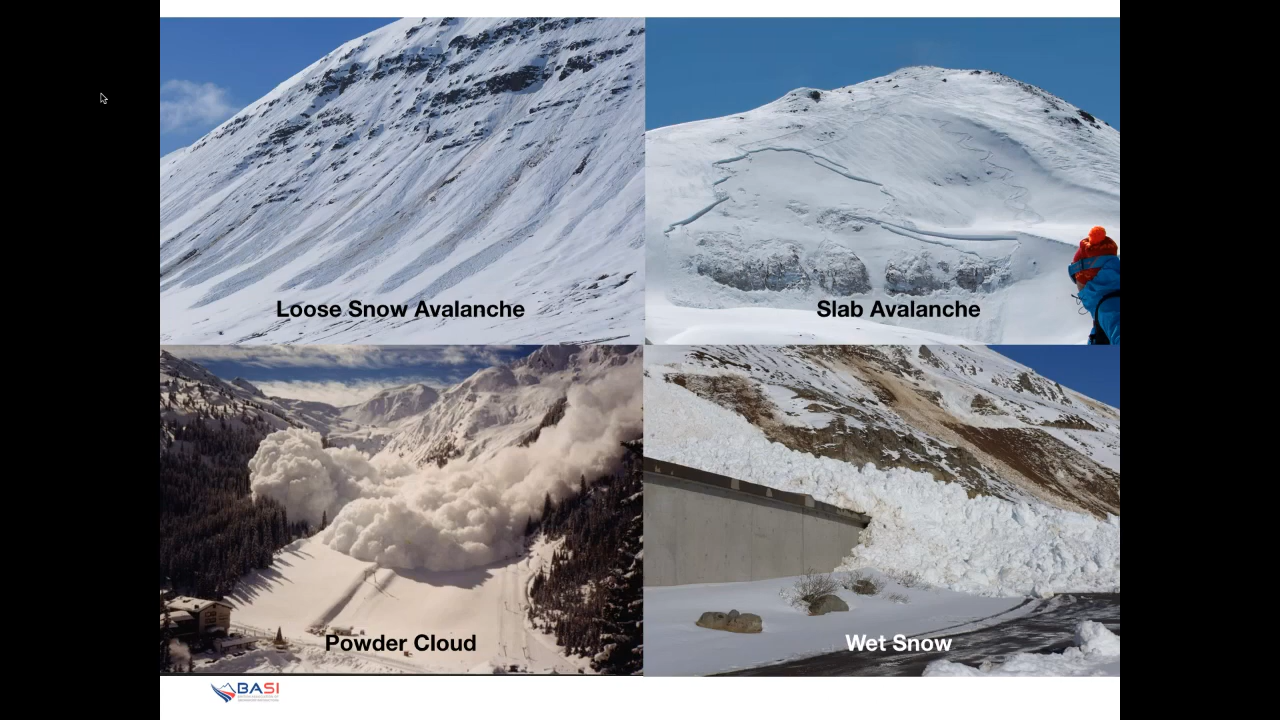 Loose Snow Avalanche
Slab Avalanche
Powder Cloud
Wet Snow
BASI